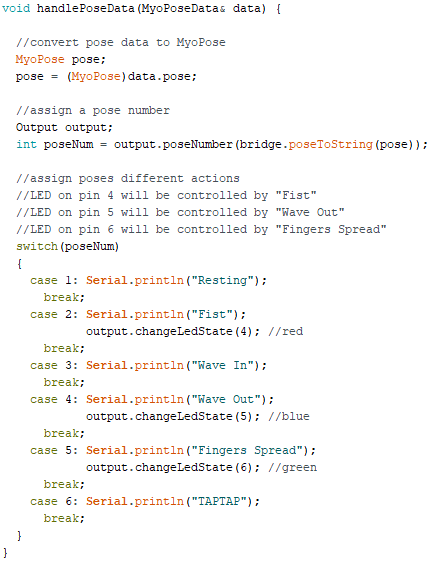 void handlePoseData(MyoPoseData& data) {
//convert pose data to MyoPose
MyoPose pose;
pose = (MyoPose)data.pose;
//assign a pose number
Output output;
int poseNum = output.poseNumber(bridge.poseToString(pose));
//assign poses different actions
//LED on pin 4 will be controlled by "Fist"
//LED on pin 5 will be controlled by "Wave Out"
//LED on pin 6 will be controlled by "Fingers Spread"
switch(poseNum)
{
case 1: Serial.println("Resting");
break;
case 2: Serial.println("Fist");
output.changeLedState(4); //red
break;
case 3: Serial.println("Wave In");
break;
case 4: Serial.println("Wave Out");
output.changeLedState(5); //blue
break;
case 5: Serial.println("Fingers Spread");
output.changeLedState(6); //green
break;
case 6: Serial.println("TAPTAP");
break;
}
}